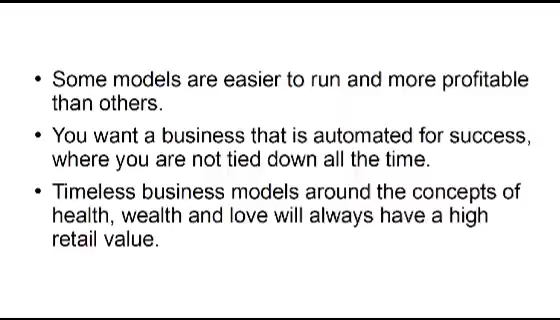 • Some models are easier to run and more profitable
than others.
• You want a business that is automated for success,
where you are not tied down all the time.
• Timeless business models around the concepts of
health, wealth and love will always have a high
retail value.